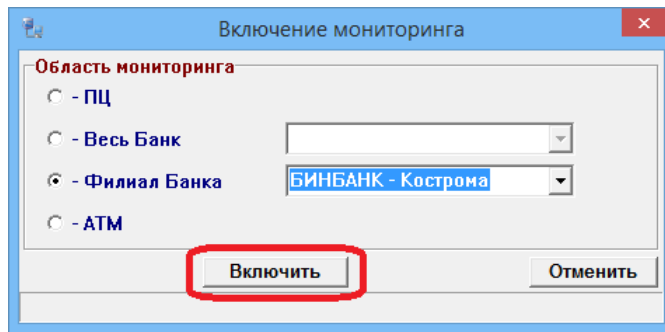 Включение мониторинга
Область мониторинга
- ПЦ
- Весь Банк
- Филиал Банка БИНБАНК - Кострома
- АТМ
Включить Отменить